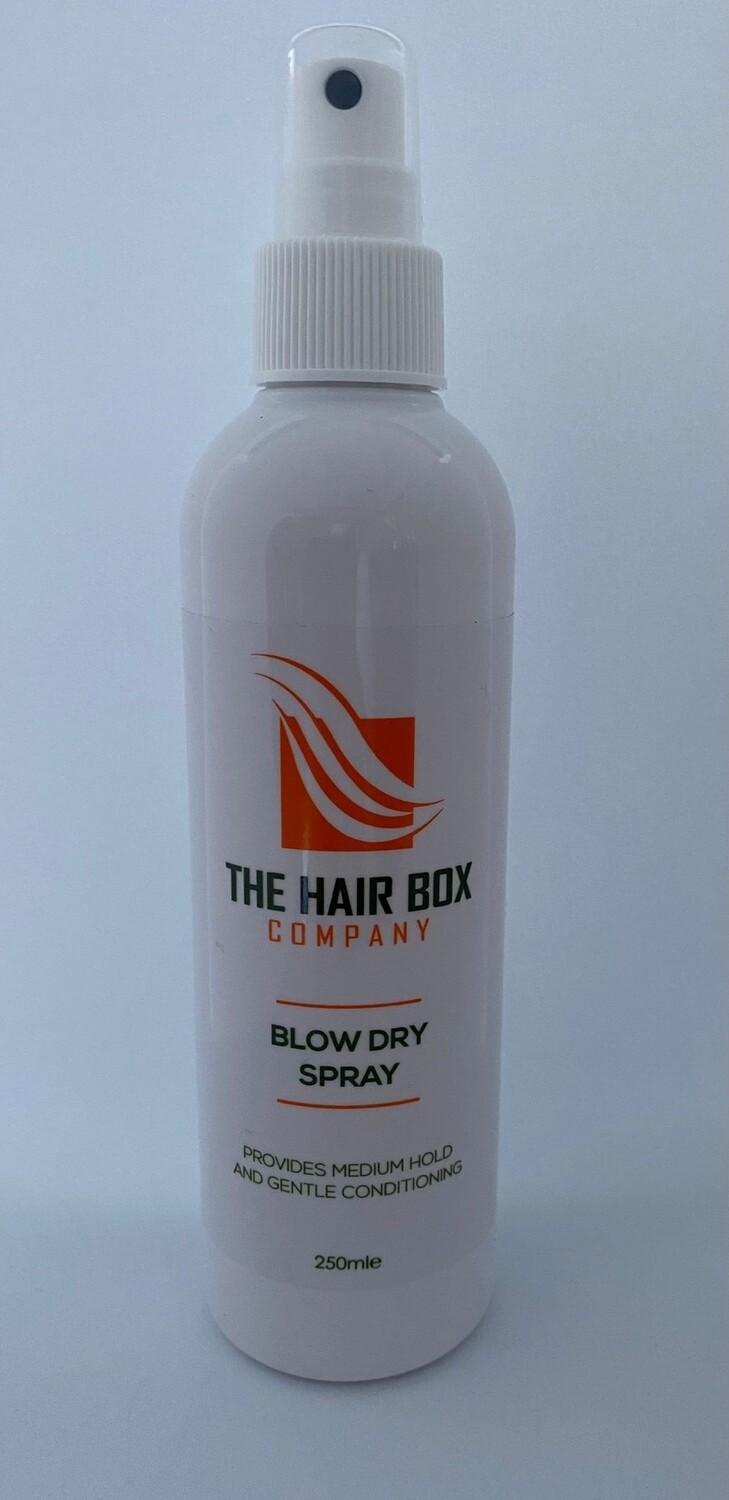 THE HAIR BOX
COMPANY
BLOW DRY
SPRAY
PROVIDES MEDIUM HOLD
AND GENTLE CONDITIONING
250mle